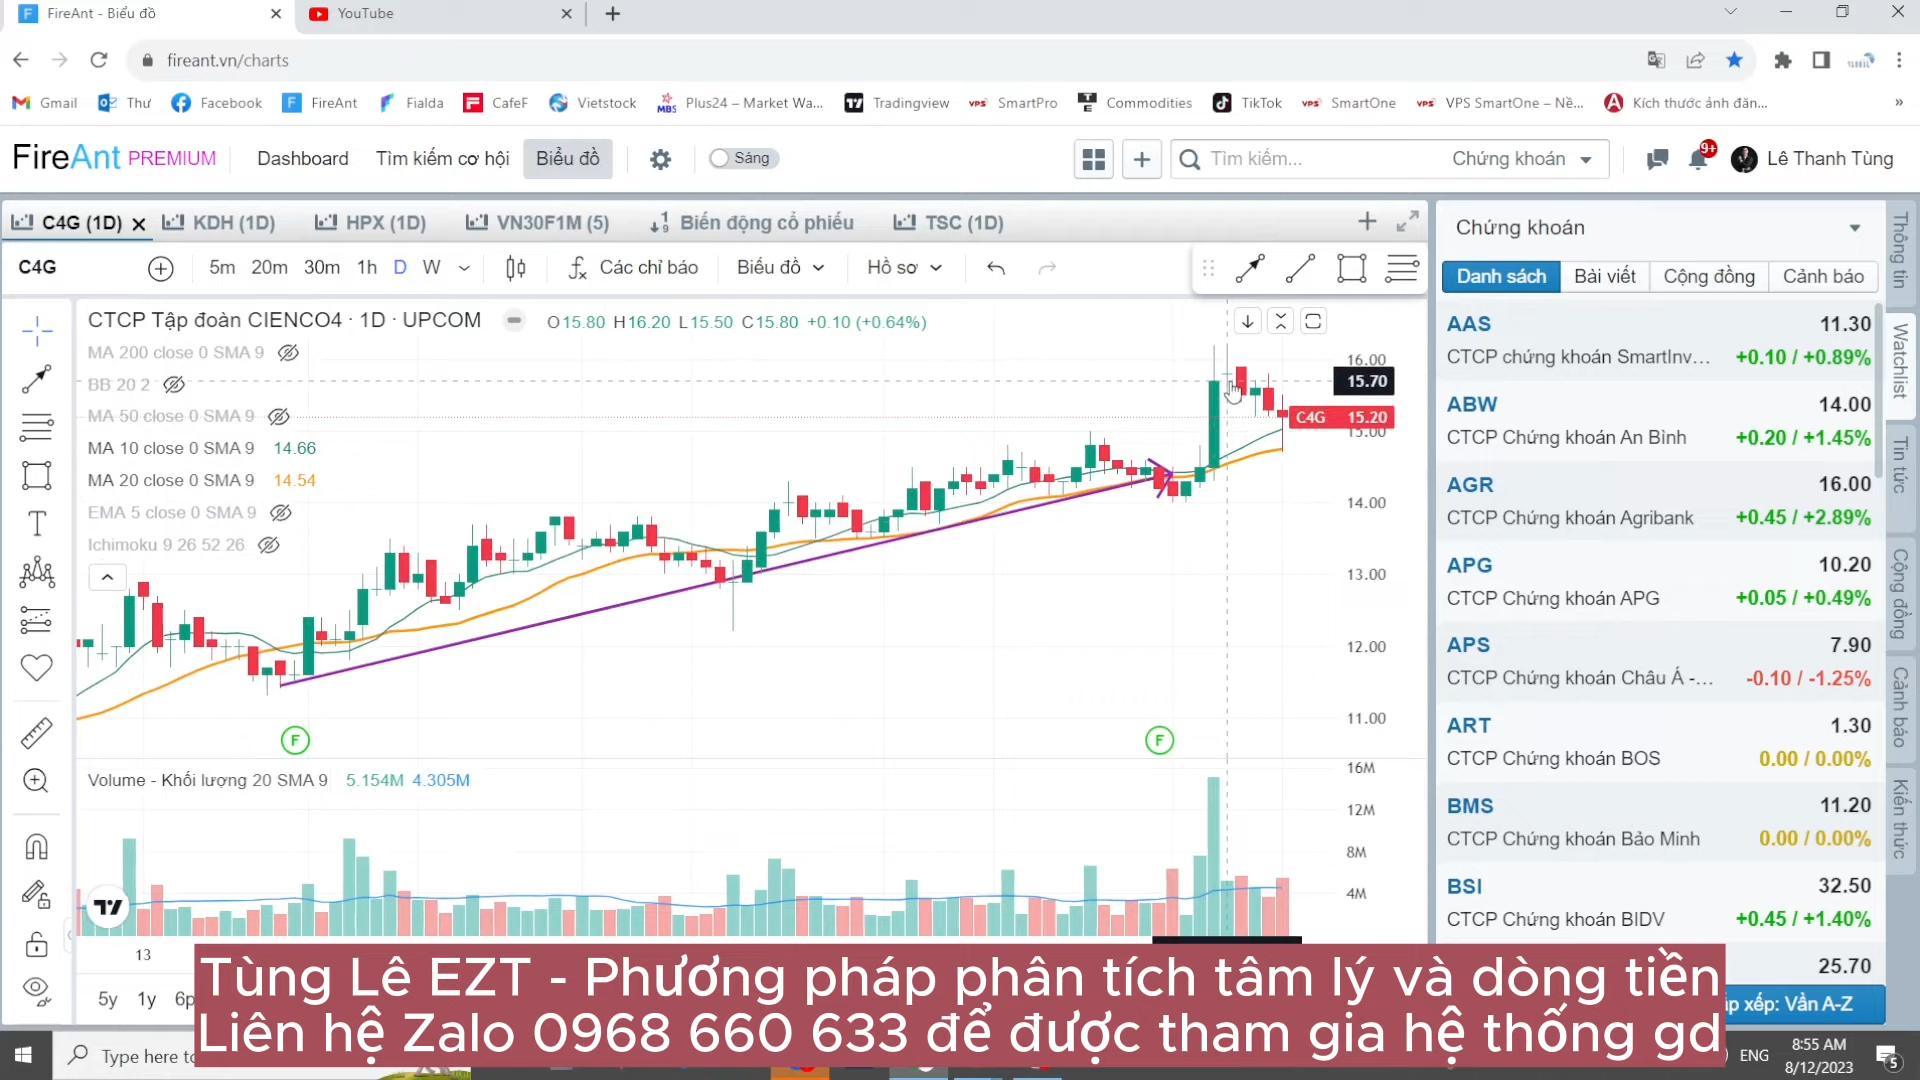 FireAnt - Biểu đồ
YouTube
fireant.vn/charts
Gmail
Thư
Facebook
FireAnt
Fialda
CafeF
Vietstock
MBS
Plus24 – Market Wa...
Tradingview
VPS SmartPro
TE Commodities
TikTok
VPS SmartOne
VPS VPS SmartOne – Nề...
Kích thước ảnh đăn...
»
FireAnt PREMIUM
Dashboard
Tìm kiếm cơ hội
Biểu đồ
Sáng
Tìm kiếm...
Chứng khoán
9+
Lê Thanh Tùng
C4G (1D)
KDH (1D)
HPX (1D)
VN30F1M (5)
Biến động cổ phiếu
TSC (1D)
C4G
5m 20m 30m 1h D W
Các chỉ báo
Biểu đồ
Hồ sơ
CTCP Tập đoàn CIENCO4 · 1D · UPCOM
O15.80 H16.20 L15.50 C15.80 +0.10 (+0.64%)
MA 200 close 0 SMA 9
BB 20 2
MA 50 close 0 SMA 9
MA 10 close 0 SMA 9 14.66
MA 20 close 0 SMA 9 14.54
EMA 5 close 0 SMA 9
Ichimoku 9 26 52 26
16.00
15.70
C4G 15.20
15.00
14.00
13.00
12.00
11.00
F
F
Volume - Khối lượng 20 SMA 9 5.154M 4.305M
16M
12M
8M
4M
13
5y 1y 6p
Chứng khoán
Danh sách
Bài viết
Cộng đồng
Cảnh báo
AAS 11.30
CTCP chứng khoán SmartInv... +0.10 / +0.89%
ABW 14.00
CTCP Chứng khoán An Bình +0.20 / +1.45%
AGR 16.00
CTCP Chứng khoán Agribank +0.45 / +2.89%
APG 10.20
CTCP Chứng khoán APG +0.05 / +0.49%
APS 7.90
CTCP Chứng khoán Châu Á -... -0.10 / -1.25%
ART 1.30
CTCP Chứng khoán BOS 0.00 / 0.00%
BMS 11.20
CTCP Chứng khoán Bảo Minh 0.00 / 0.00%
BSI 32.50
CTCP Chứng khoán BIDV +0.45 / +1.40%
25.70
xếp: Vần A-Z
Thông tin
Watchlist
Tin tức
Cộng đồng
Cảnh báo
Kiến thức
Tùng Lê EZT - Phương pháp phân tích tâm lý và dòng tiền
Liên hệ Zalo 0968 660 633 để được tham gia hệ thống gd
Type here to
ENG
8:55 AM
8/12/2023
5